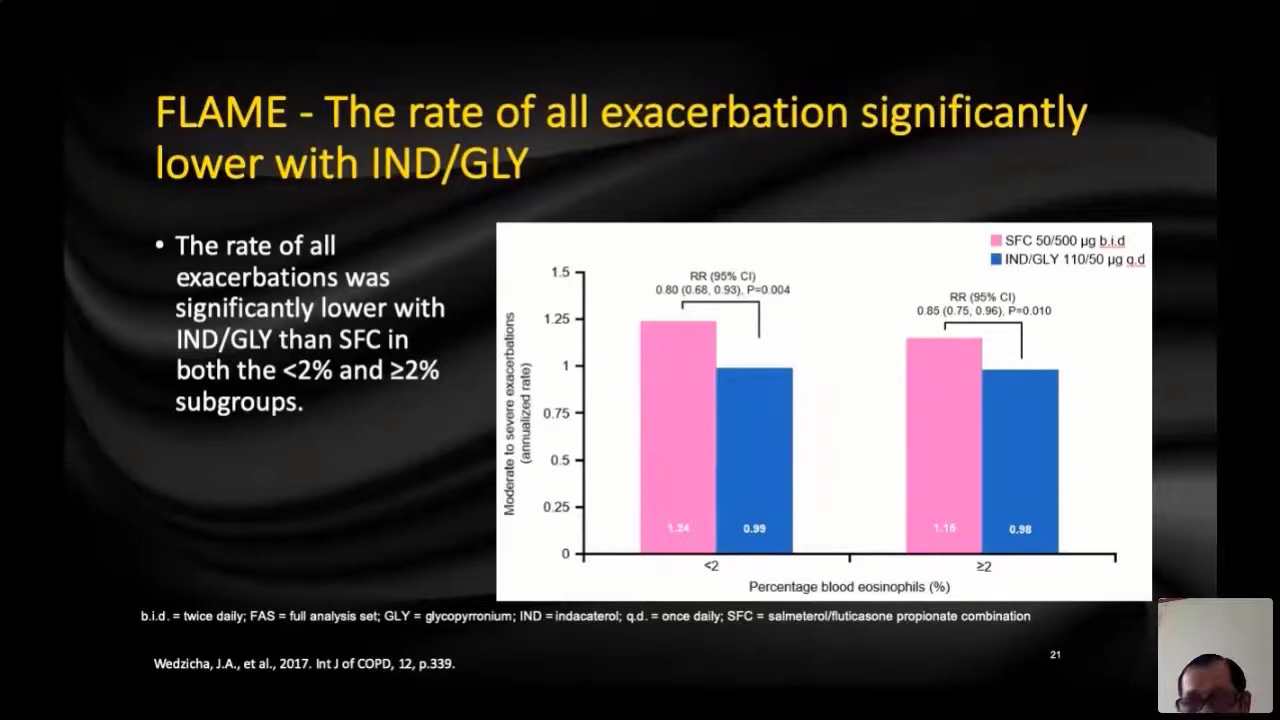 FLAME - The rate of all exacerbation significantly
lower with IND/GLY
• The rate of all
exacerbations was
significantly lower with
IND/GLY than SFC in
both the <2% and ≥2%
subgroups.
SFC 50/500 µg b.i.d
IND/GLY 110/50 µg q.d
Moderate to severe exacerbations
(annualized rate)
1.5
1.25
1
0.75
0.5
0.25
0
RR (95% CI)
0.80 (0.68, 0.93), P=0.004
RR (95% CI)
0.85 (0.75, 0.96), P=0.010
1.24
0.99
1.15
0.98
<2
≥2
Percentage blood eosinophils (%)
b.i.d. = twice daily; FAS = full analysis set; GLY = glycopyrronium; IND = indacaterol; q.d. = once daily; SFC = salmeterol/fluticasone propionate combination
Wedzicha, J.A., et al., 2017. Int J of COPD, 12, p.339.
21